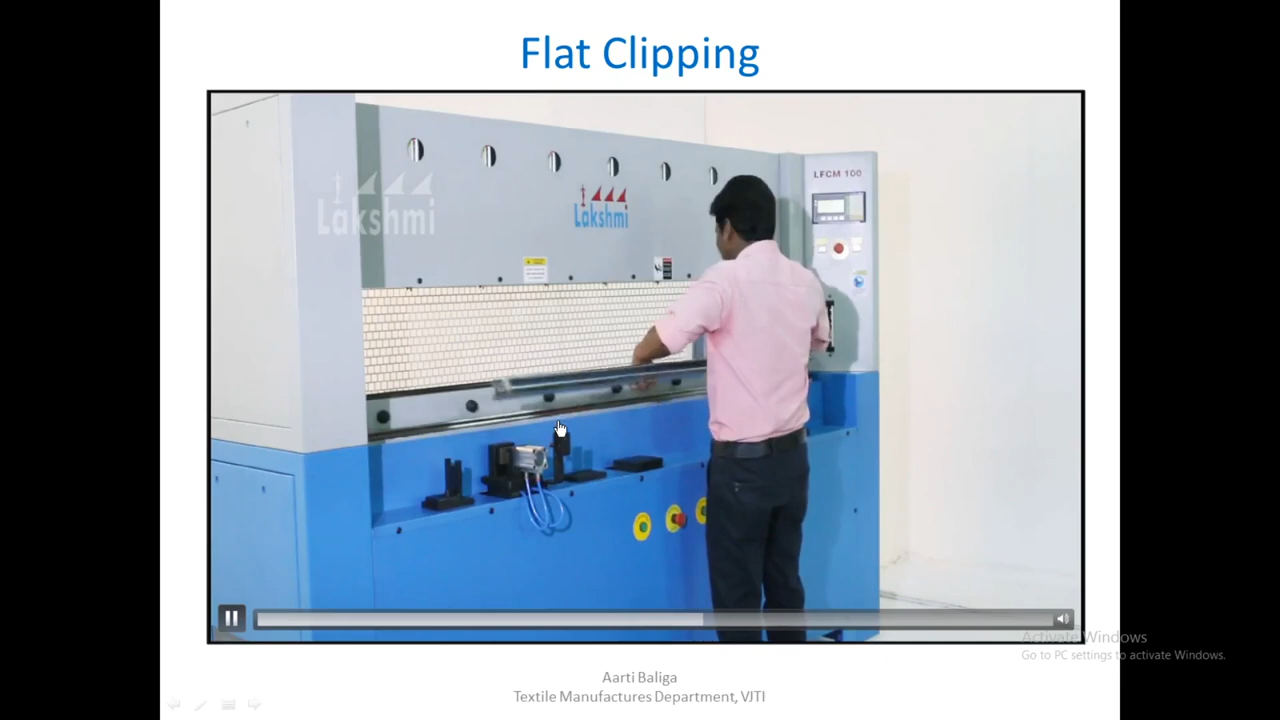 Flat Clipping
Lakshmi
Lakshmi
LFCM 100
Activate Windows
Go to PC settings to activate Windows.
Aarti Baliga
Textile Manufactures Department, VJTI